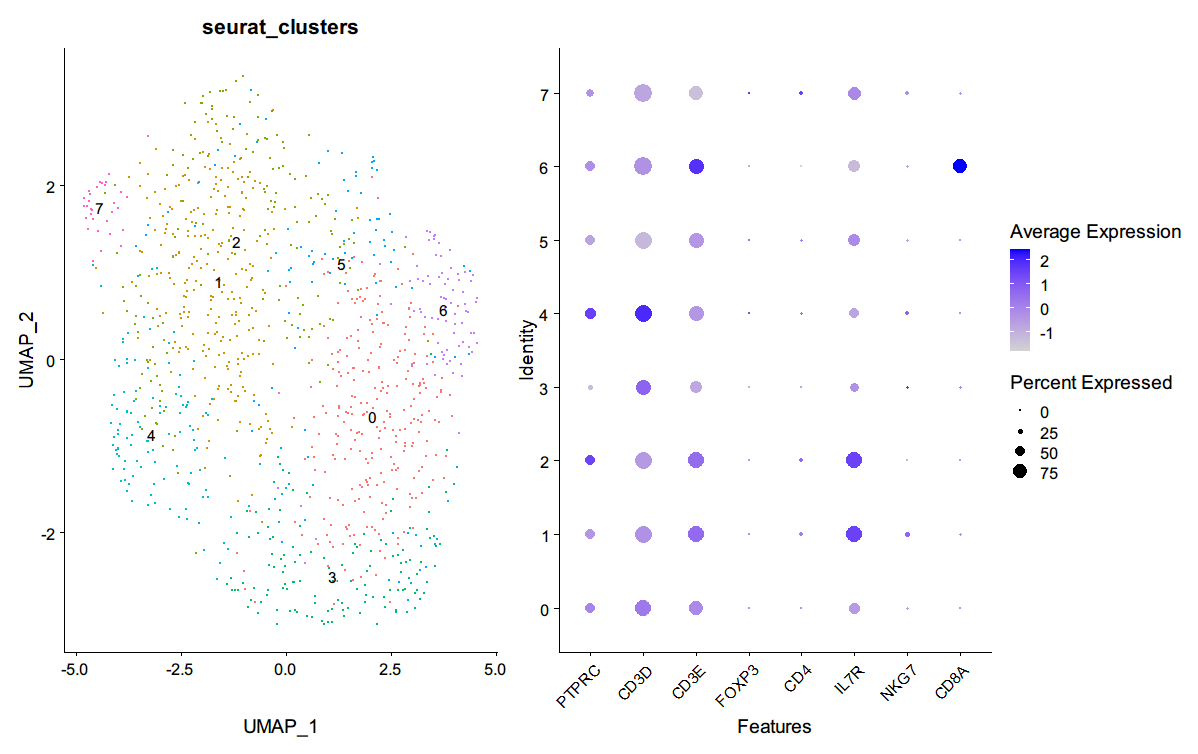 seurat_clusters
2
0
-2
UMAP_2
-5.0
-2.5
0.0
2.5
5.0
UMAP_1
7
2
5
1
6
0
4
3
Identity
7
6
5
4
3
2
1
0
PTPRC
CD3D
CD3E
FOXP3
CD4
IL7R
NKG7
CD8A
Features
Average Expression
2
1
0
-1
Percent Expressed
0
25
50
75